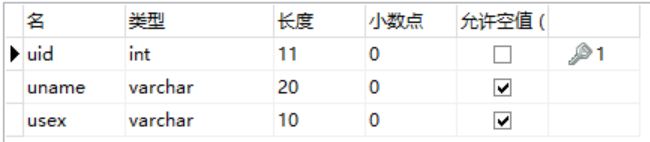 名 类型 长度 小数点 允许空值 (
uid int 11 0 1
uname varchar 20 0
usex varchar 10 0